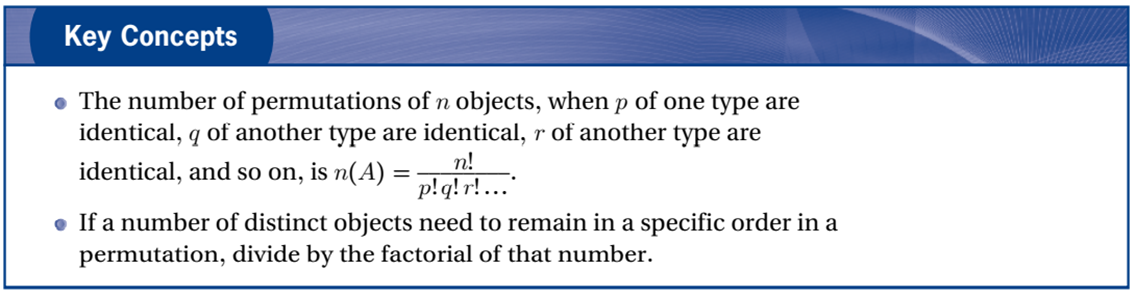 Key Concepts
• The number of permutations of n objects, when p of one type are
identical, q of another type are identical, r of another type are
identical, and so on, is n(A) = n!/(p!q!r!...).
• If a number of distinct objects need to remain in a specific order in a
permutation, divide by the factorial of that number.